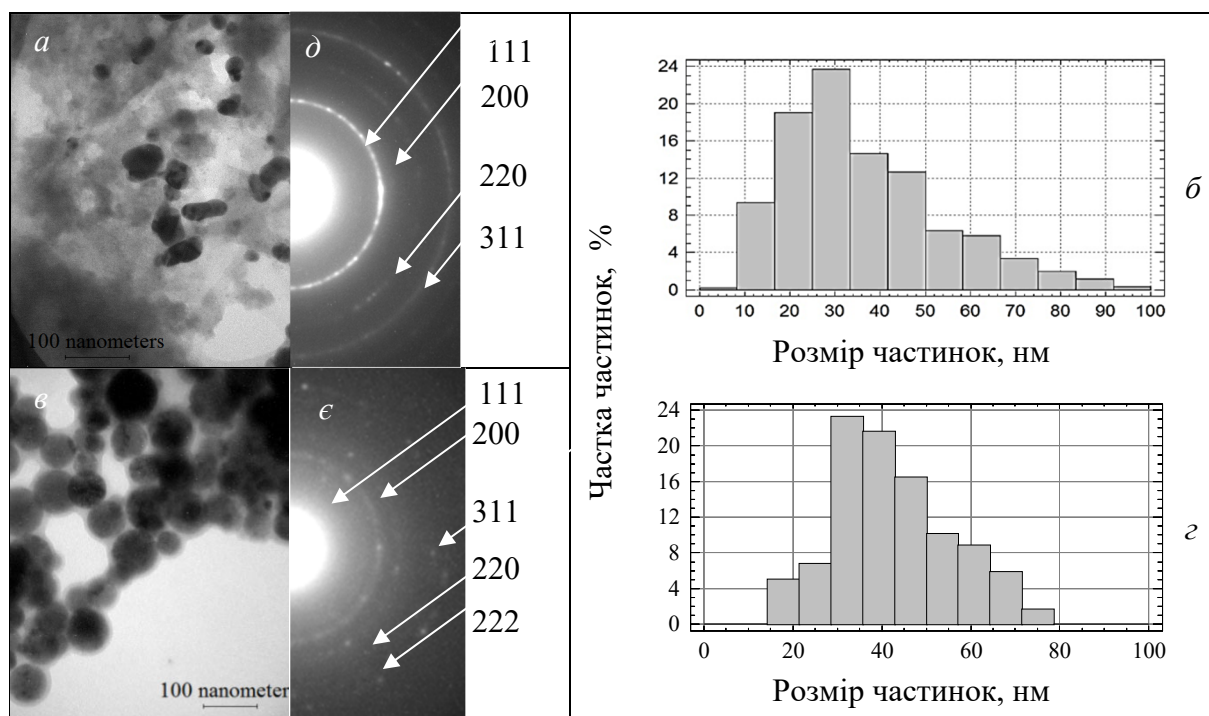 а
д
111
200
220
311
100 nanometers
в
є
111
200
311
220
222
100 nanometer
Частка частинок, %
24
20
16
12
8
4
0
0 10 20 30 40 50 60 70 80 90 100
б
Розмір частинок, нм
24
20
16
12
8
4
0
0 20 40 60 80 100
г
Розмір частинок, нм